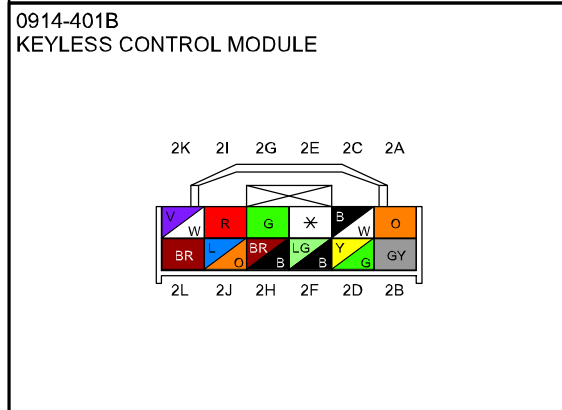 0914-401B
KEYLESS CONTROL MODULE
2K 2I 2G 2E 2C 2A
V W R G * B W O
BR L O BR B LG B Y G GY
2L 2J 2H 2F 2D 2B